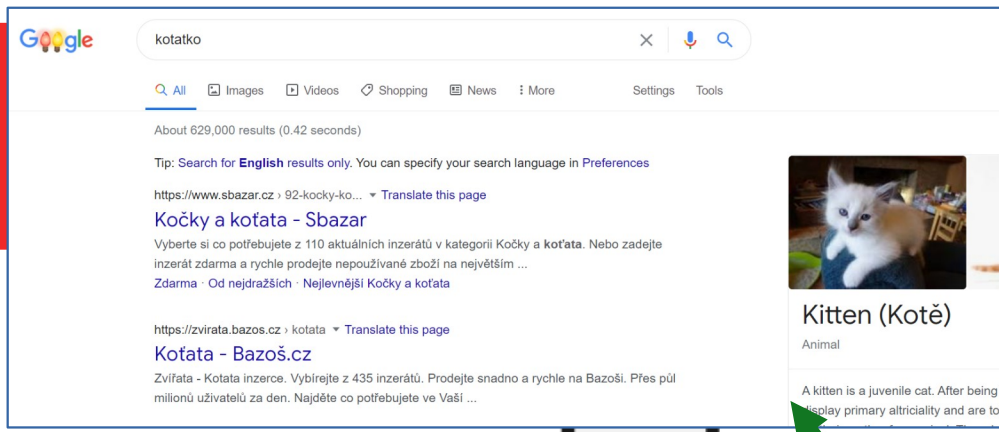 Google
kotatko
All Images Videos Shopping News More Settings Tools
About 629,000 results (0.42 seconds)
Tip: Search for English results only. You can specify your search language in Preferences
https://www.sbazar.cz › 92-kocky-ko... Translate this page
Kočky a koťata - Sbazar
Vyberte si co potřebujete z 110 aktuálních inzerátů v kategorii Kočky a koťata. Nebo zadejte
inzerát zdarma a rychle prodejte nepoužívané zboží na největším ...
Zdarma · Od nejdražších · Nejlevnější Kočky a koťata
https://zvirata.bazos.cz › kotata Translate this page
Koťata - Bazoš.cz
Zvířata - Kotata inzerce. Vybírejte z 435 inzerátů. Prodejte snadno a rychle na Bazoši. Přes půl
milionů uživatelů za den. Najděte co potřebujete ve Vaší ...
Kitten (Kotě)
Animal
A kitten is a juvenile cat. After being
display primary altriciality and are to